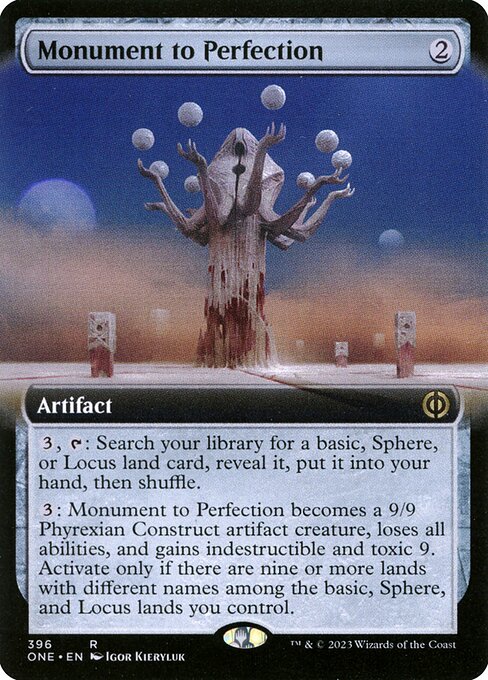 Monument to Perfection 2
Artifact
3, T: Search your library for a basic, Sphere,
or Locus land card, reveal it, put it into your
hand, then shuffle.
3: Monument to Perfection becomes a 9/9
Phyrexian Construct artifact creature, loses all
abilities, and gains indestructible and toxic 9.
Activate only if there are nine or more lands
with different names among the basic, Sphere,
and Locus lands you control.
396 R
ONE • EN Igor Kieryluk ™ & © 2023 Wizards of the Coast